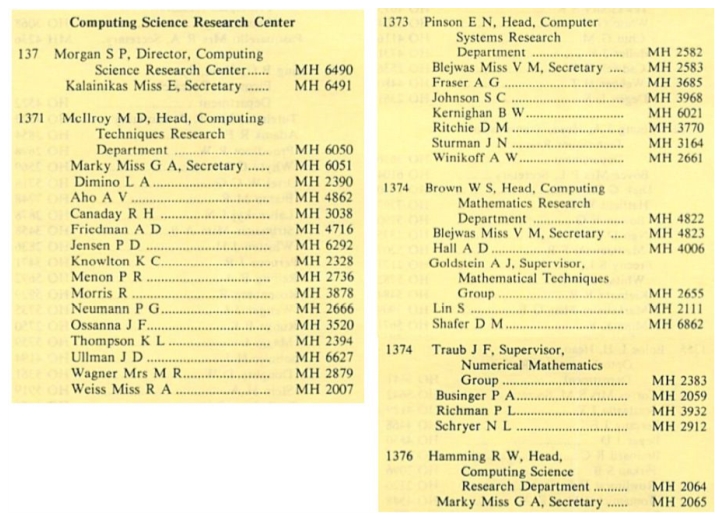 Computing Science Research Center
137 Morgan S P, Director, Computing
Science Research Center...... MH 6490
Kalainikas Miss E, Secretary ...... MH 6491
1371 McIlroy M D, Head, Computing
Techniques Research
Department ........................ MH 6050
Marky Miss G A, Secretary ...... MH 6051
Dimino L A ............................. MH 2390
Aho A V .................................. MH 4862
Canaday R H .......................... MH 3038
Friedman A D ......................... MH 4716
Jensen P D ............................. MH 6292
Knowlton K C......................... MH 2328
Menon P R ............................. MH 2736
Morris R ................................. MH 3878
Neumann P G......................... MH 2666
Ossanna J F............................ MH 3520
Thompson K L ....................... MH 2394
Ullman J D ............................ MH 6627
Wagner Mrs M R.................... MH 2879
Weiss Miss R A ...................... MH 2007
1373 Pinson E N, Head, Computer
Systems Research
Department ...................... MH 2582
Blejwas Miss V M, Secretary .... MH 2583
Fraser A G ............................. MH 3685
Johnson S C ........................... MH 3968
Kernighan B W....................... MH 6021
Ritchie D M ........................... MH 3770
Sturman J N ........................... MH 3164
Winikoff A W......................... MH 2661
1374 Brown W S, Head, Computing
Mathematics Research
Department ...................... MH 4822
Blejwas Miss V M, Secretary .... MH 4823
Hall A D ................................ MH 4006
Goldstein A J, Supervisor,
Mathematical Techniques
Group ............................. MH 2655
Lin S ..................................... MH 2111
Shafer D M............................. MH 6862
1374 Traub J F, Supervisor,
Numerical Mathematics
Group ............................. MH 2383
Businger P A........................... MH 2059
Richman P L........................... MH 3932
Schryer N L ........................... MH 2912
1376 Hamming R W, Head,
Computing Science
Research Department .......... MH 2064
Marky Miss G A, Secretary ...... MH 2065